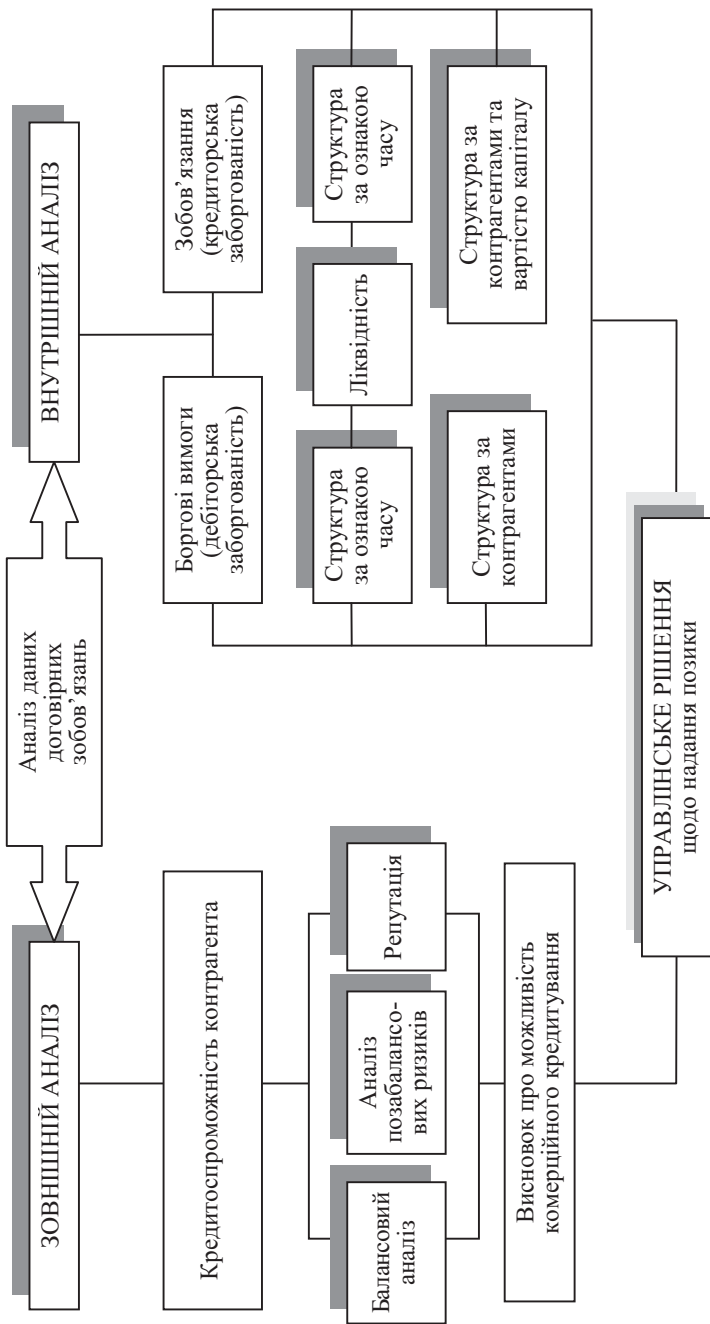 Аналіз даних
договірних
зобов’язань
ЗОВНІШНІЙ АНАЛІЗ
ВНУТРІШНІЙ АНАЛІЗ
Кредитоспроможність контрагента
Балансовий
аналіз
Аналіз
позабалансо-
вих ризиків
Репутація
Висновок про можливість
комерційного кредитування
Боргові вимоги
(дебіторська
заборгованість)
Зобов’язання
(кредиторська
заборгованість)
Структура
за ознакою
часу
Ліквідність
Структура
за ознакою
часу
Структура за
контрагентами
Структура за
контрагентами та
вартістю капіталу
УПРАВЛІНСЬКЕ РІШЕННЯ
щодо надання позики